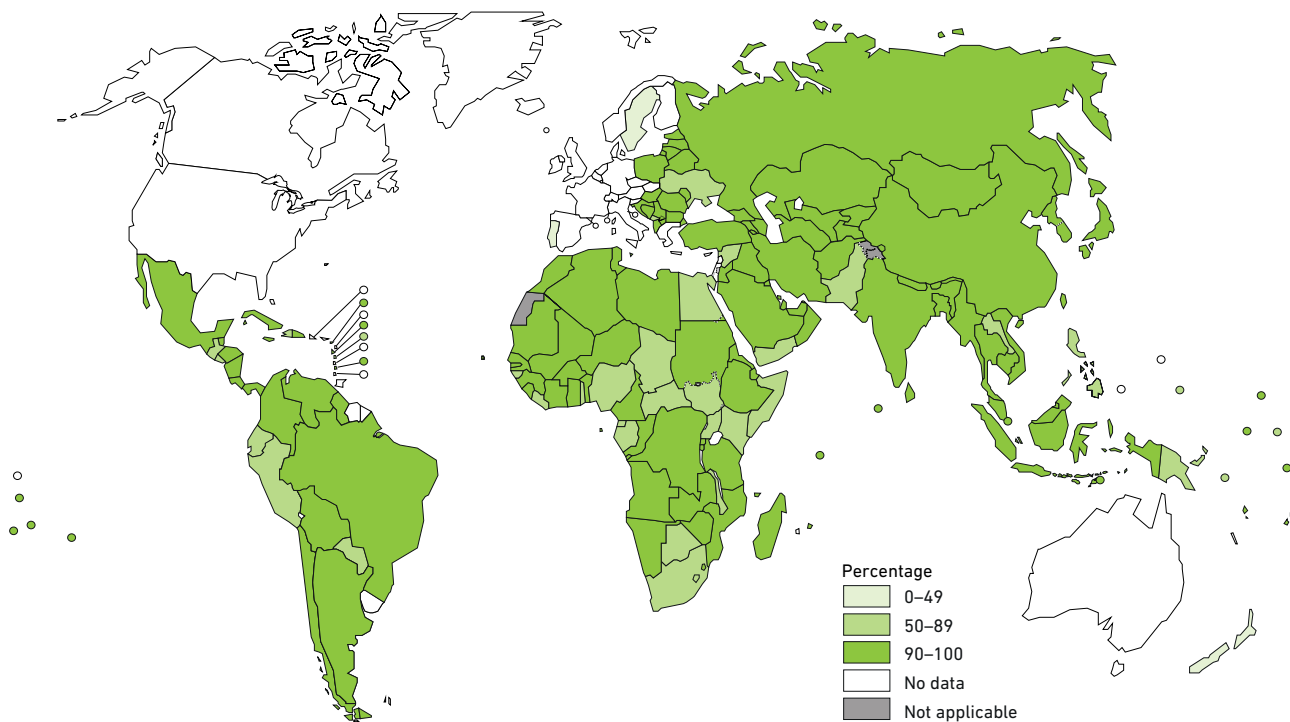 Percentage
0–49
50–89
90–100
No data
Not applicable